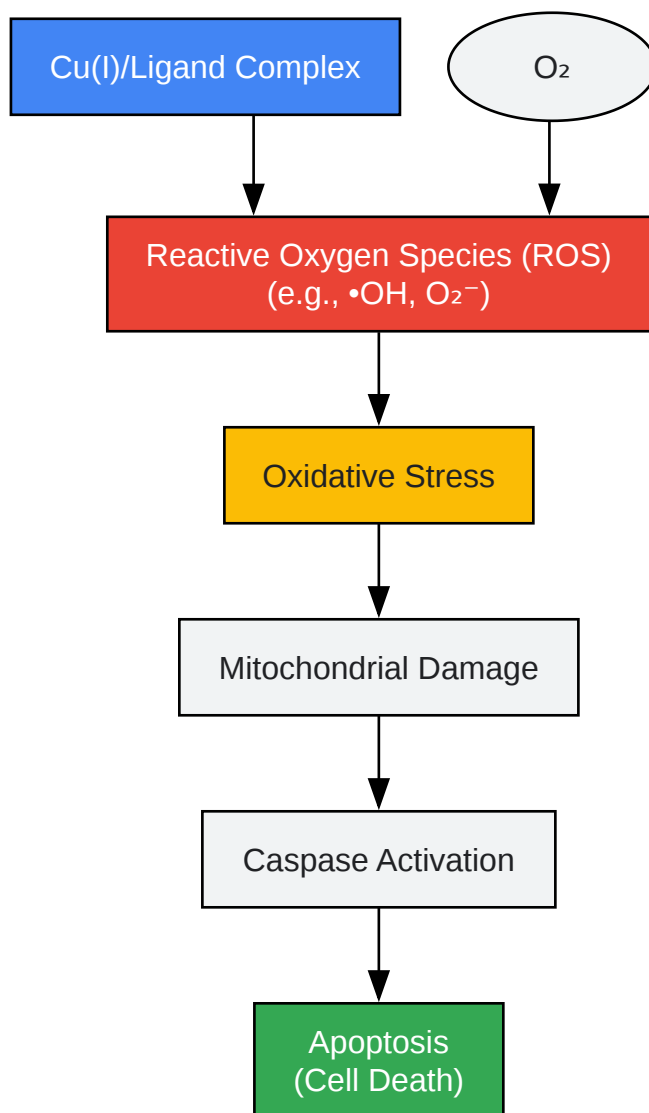 Cu(I)/Ligand Complex
O₂
Reactive Oxygen Species (ROS)
(e.g., •OH, O₂⁻)
Oxidative Stress
Mitochondrial Damage
Caspase Activation
Apoptosis
(Cell Death)